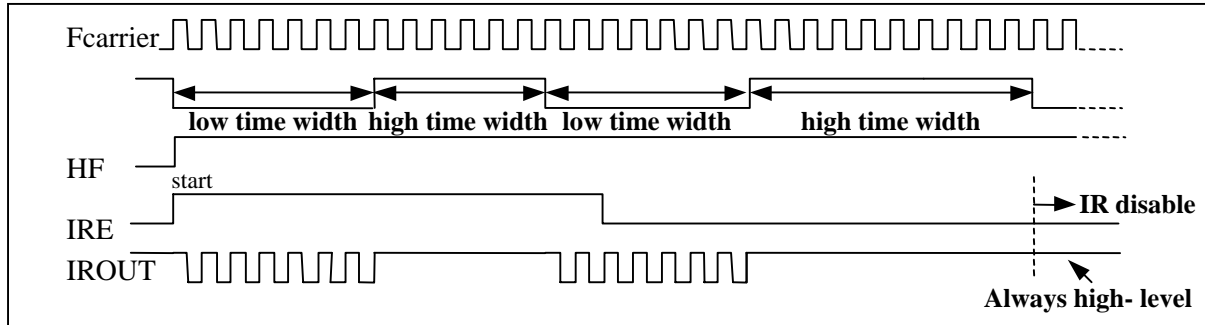 Fcarrier
low time width high time width low time width high time width
HF
start
IRE
IR disable
IROUT
Always high- level